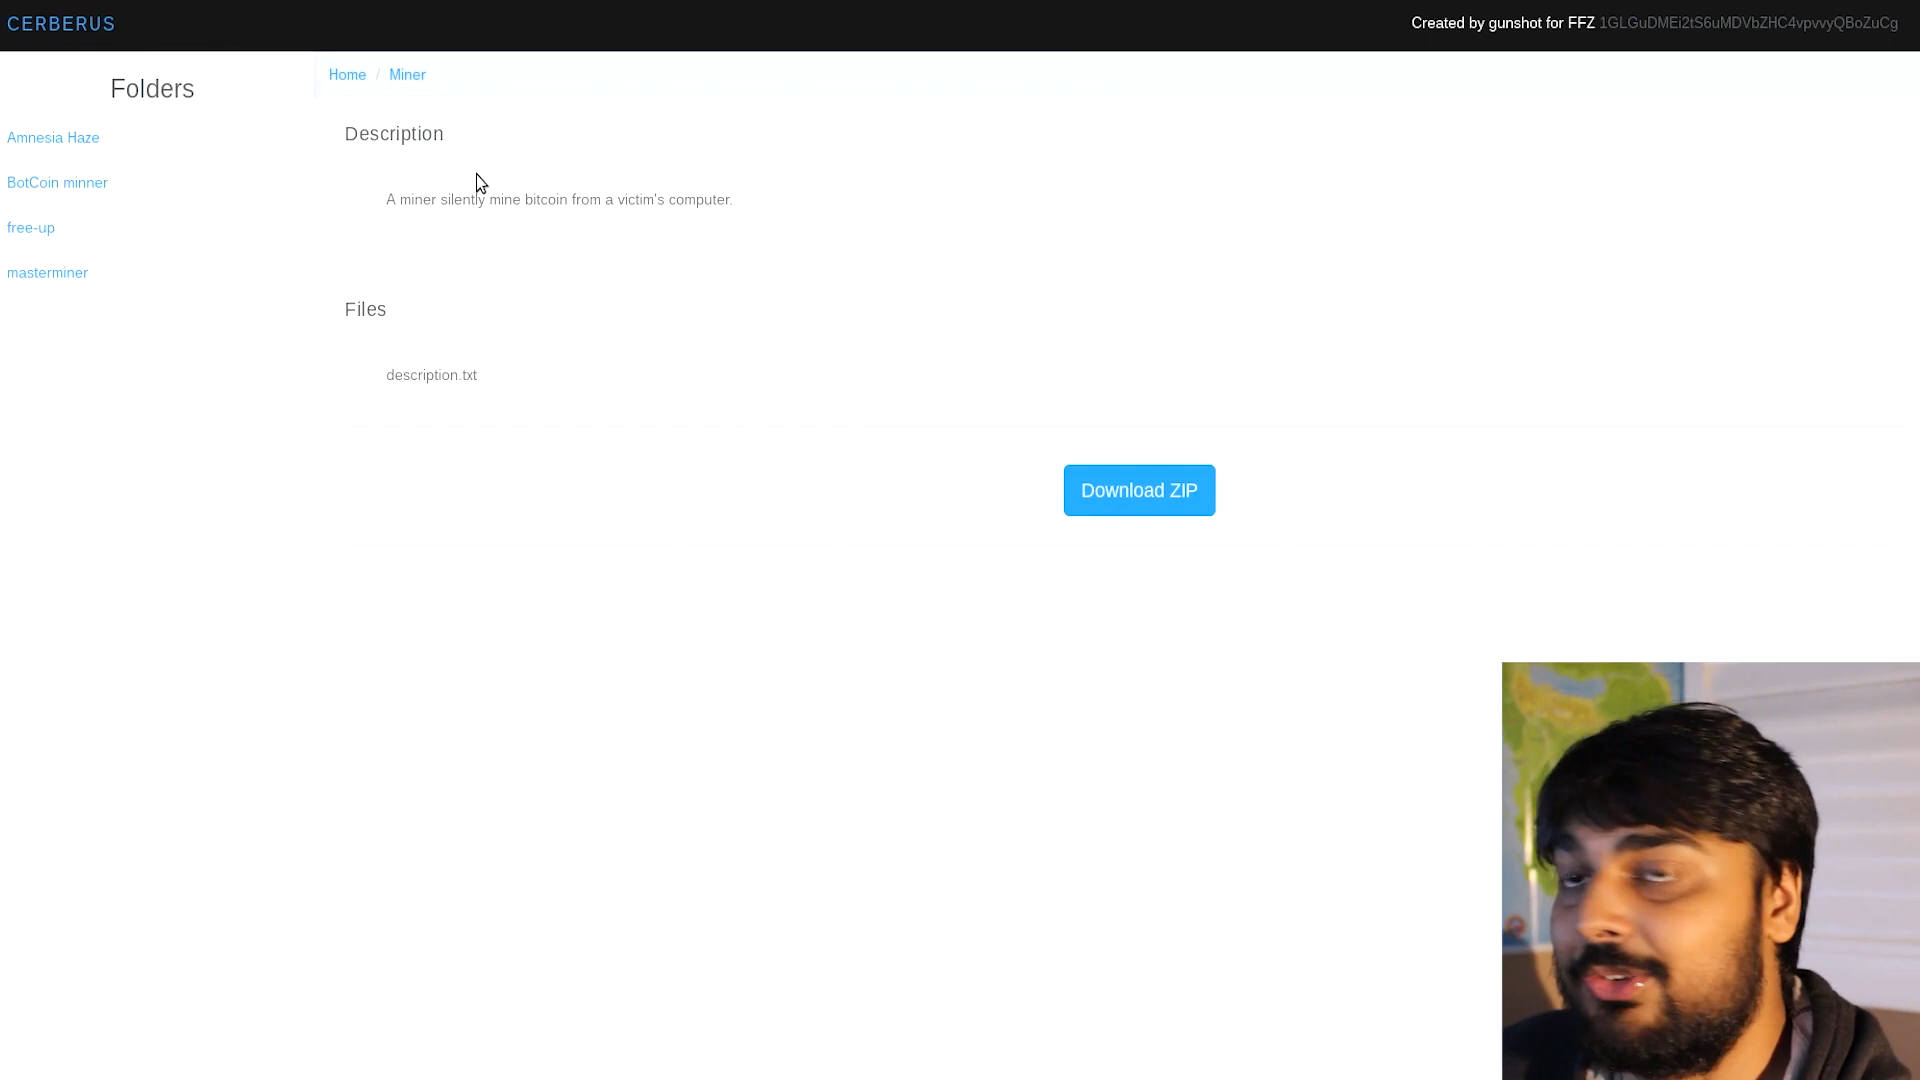 CERBERUS
Created by gunshot for FFZ 1GLGuDMEi2tS6uMDVbZHC4vpvvyQBoZuCg
Folders
Amnesia Haze
BotCoin minner
free-up
masterminer
Home / Miner
Description
A miner silently mine bitcoin from a victim's computer.
Files
description.txt
Download ZIP